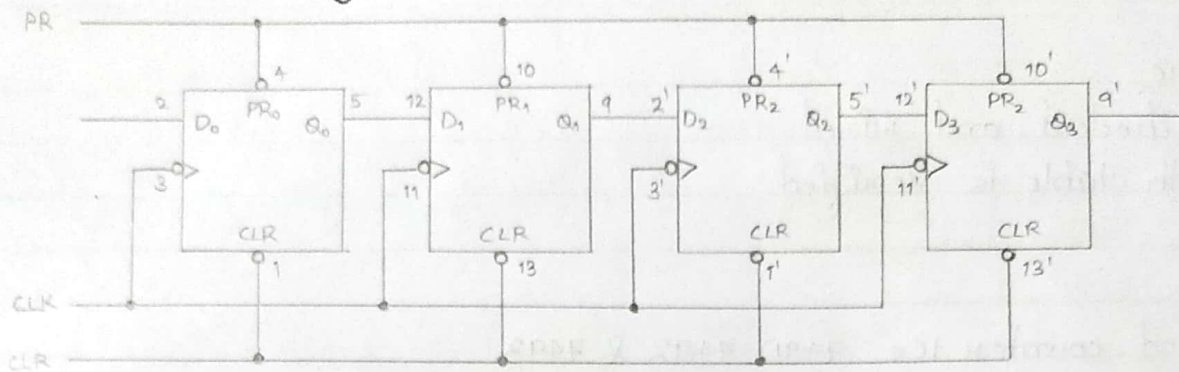 PR
4 10 4' 10'
2 PR₀ 5 12 PR₁ 9 2' PR₂ 5' 12' PR₂ 9'
D₀ Q₀ D₁ Q₁ D₂ Q₂ D₃ Q₃
3 11 3' 11'
CLR CLR CLR CLR
1 13 1' 13'
CLK
CLR